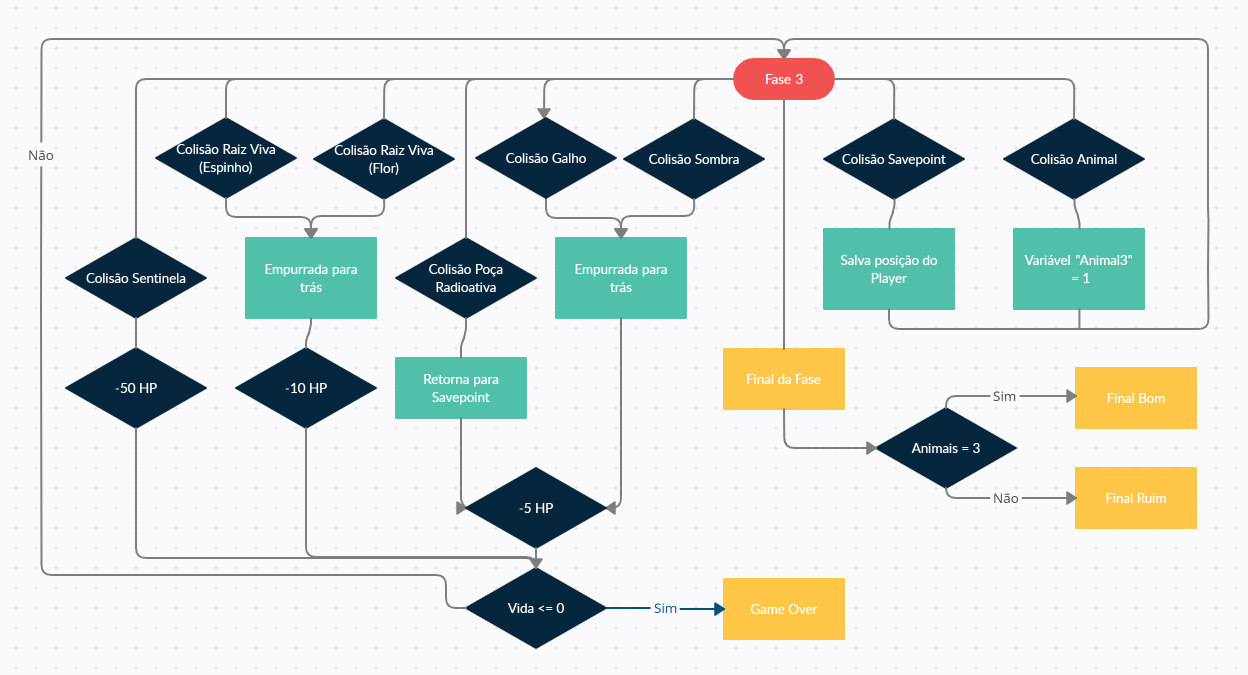 Fase 3
Não
Colisão Raiz Viva
(Espinho)
Colisão Raiz Viva
(Flor)
Colisão Galho
Colisão Sombra
Colisão Savepoint
Colisão Animal
Colisão Sentinela
Empurrada para
trás
Colisão Poça
Radioativa
Empurrada para
trás
Salva posição do
Player
Variável "Animal3"
= 1
-50 HP
-10 HP
Retorna para
Savepoint
Final da Fase
Sim
Final Bom
Animais = 3
Não
Final Ruim
-5 HP
Vida <= 0
Sim
Game Over